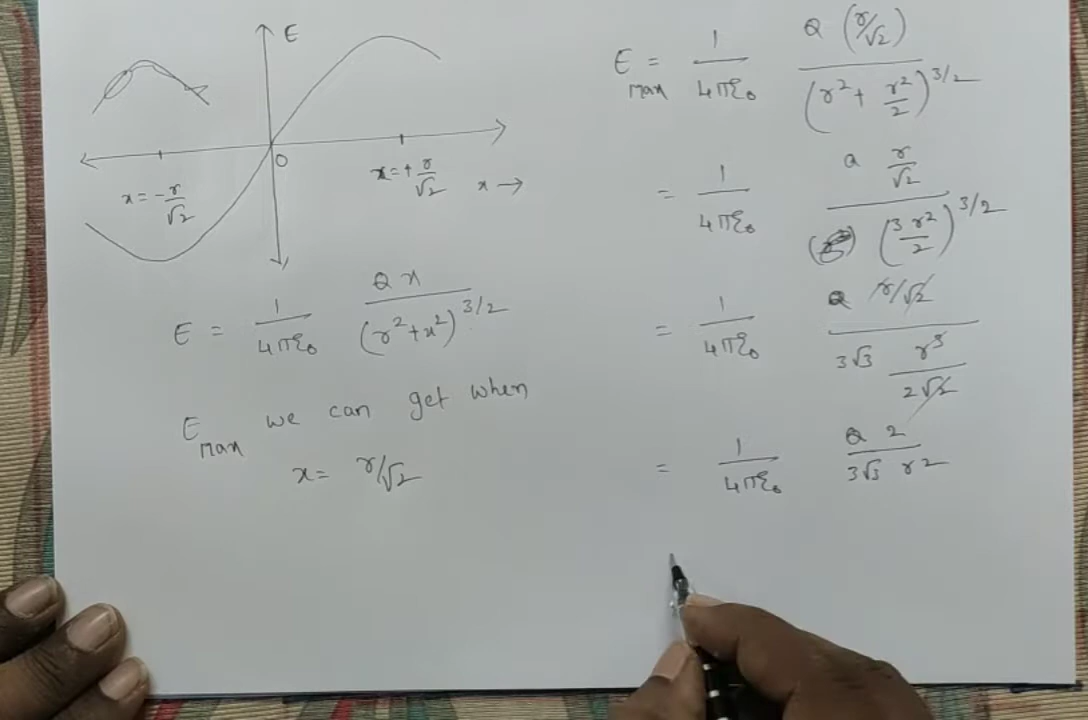 E
O
x = -r/√2
x = + r/√2
x →
E = 1/4πε₀ Qx/(r² + x²)^3/2
E max we can get when
x = r/√2
E max = 1/4πε₀ Q (r/√2)/(r² + r²/2)^3/2
= 1/4πε₀ Q r/√2/(3r²/2)^3/2
= 1/4πε₀ Q r/√2/3√3 r³/2√2
= 1/4πε₀ Q 2/3√3 r²